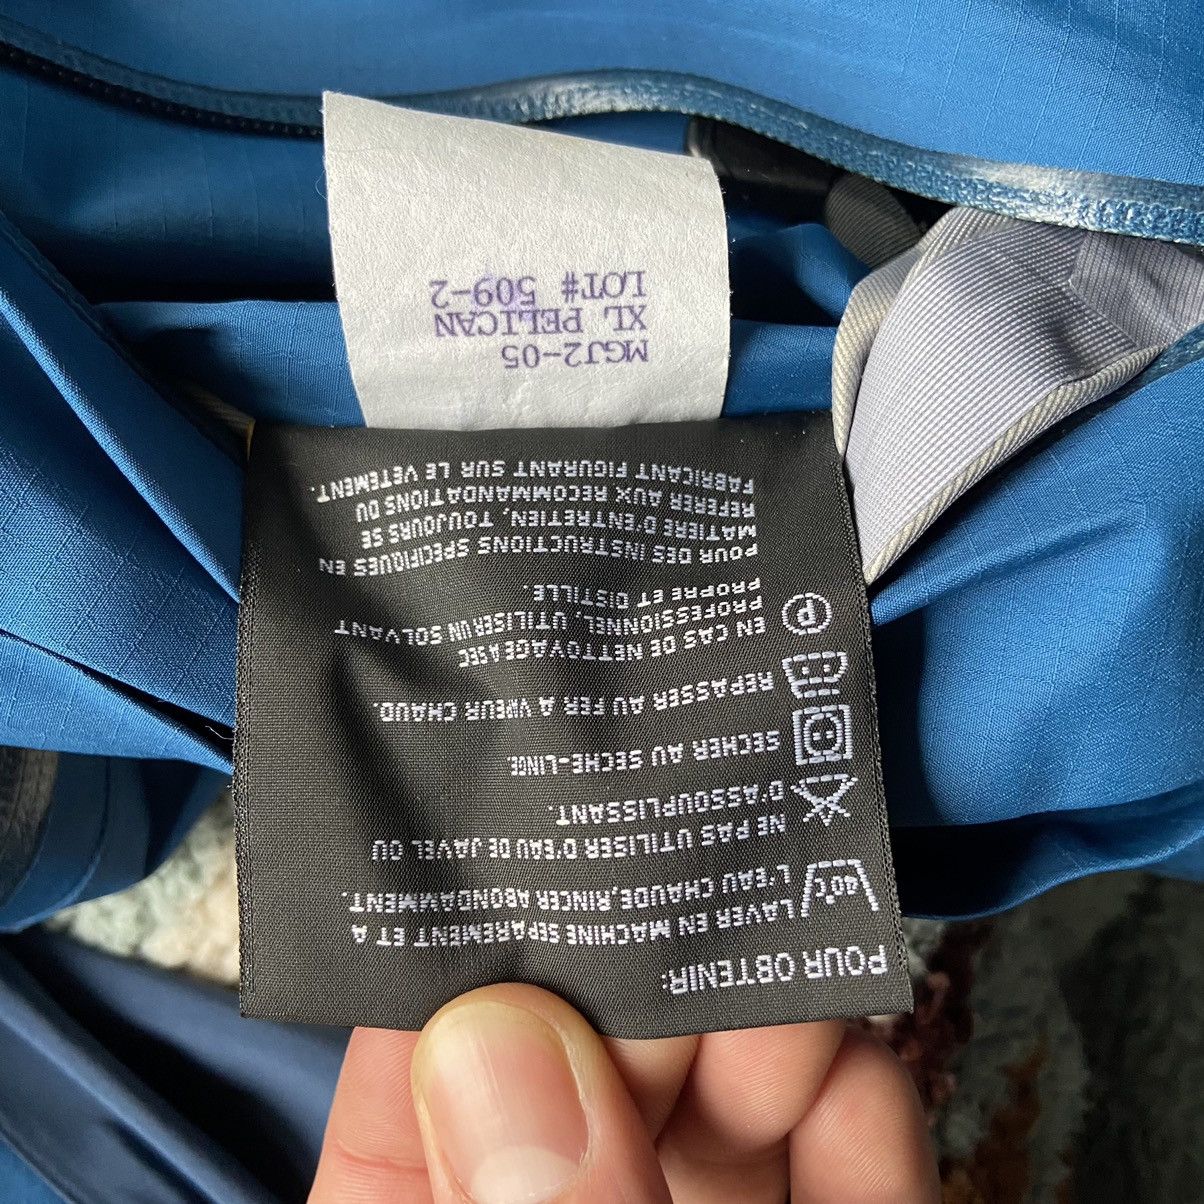 POUR OBTENIR:
40°C LAVER EN MACHINE SEPAREMENT ET A
L'EAU CHAUDE,RINCER ABONDAMMENT.
NE PAS UTILISER D'EAU DE JAVEL OU
D'ASSOUPLISSANT.
SECHER AU SECHE-LINGE.
REPASSER AU FER A VAPEUR CHAUD.
P EN CAS DE NETTOYAGE A SEC
PROFESSIONNEL, UTILISER UN SOLVANT
PROPRE ET DISTILLE.
POUR DES INSTRUCTIONS SPECIFIQUES EN
MATIERE D'ENTRETIEN, TOUJOURS SE
REFERER AUX RECOMMANDATIONS DU
FABRICANT FIGURANT SUR LE VETEMENT.
MGJ2-05
XL PELICAN
LOT# 509-2